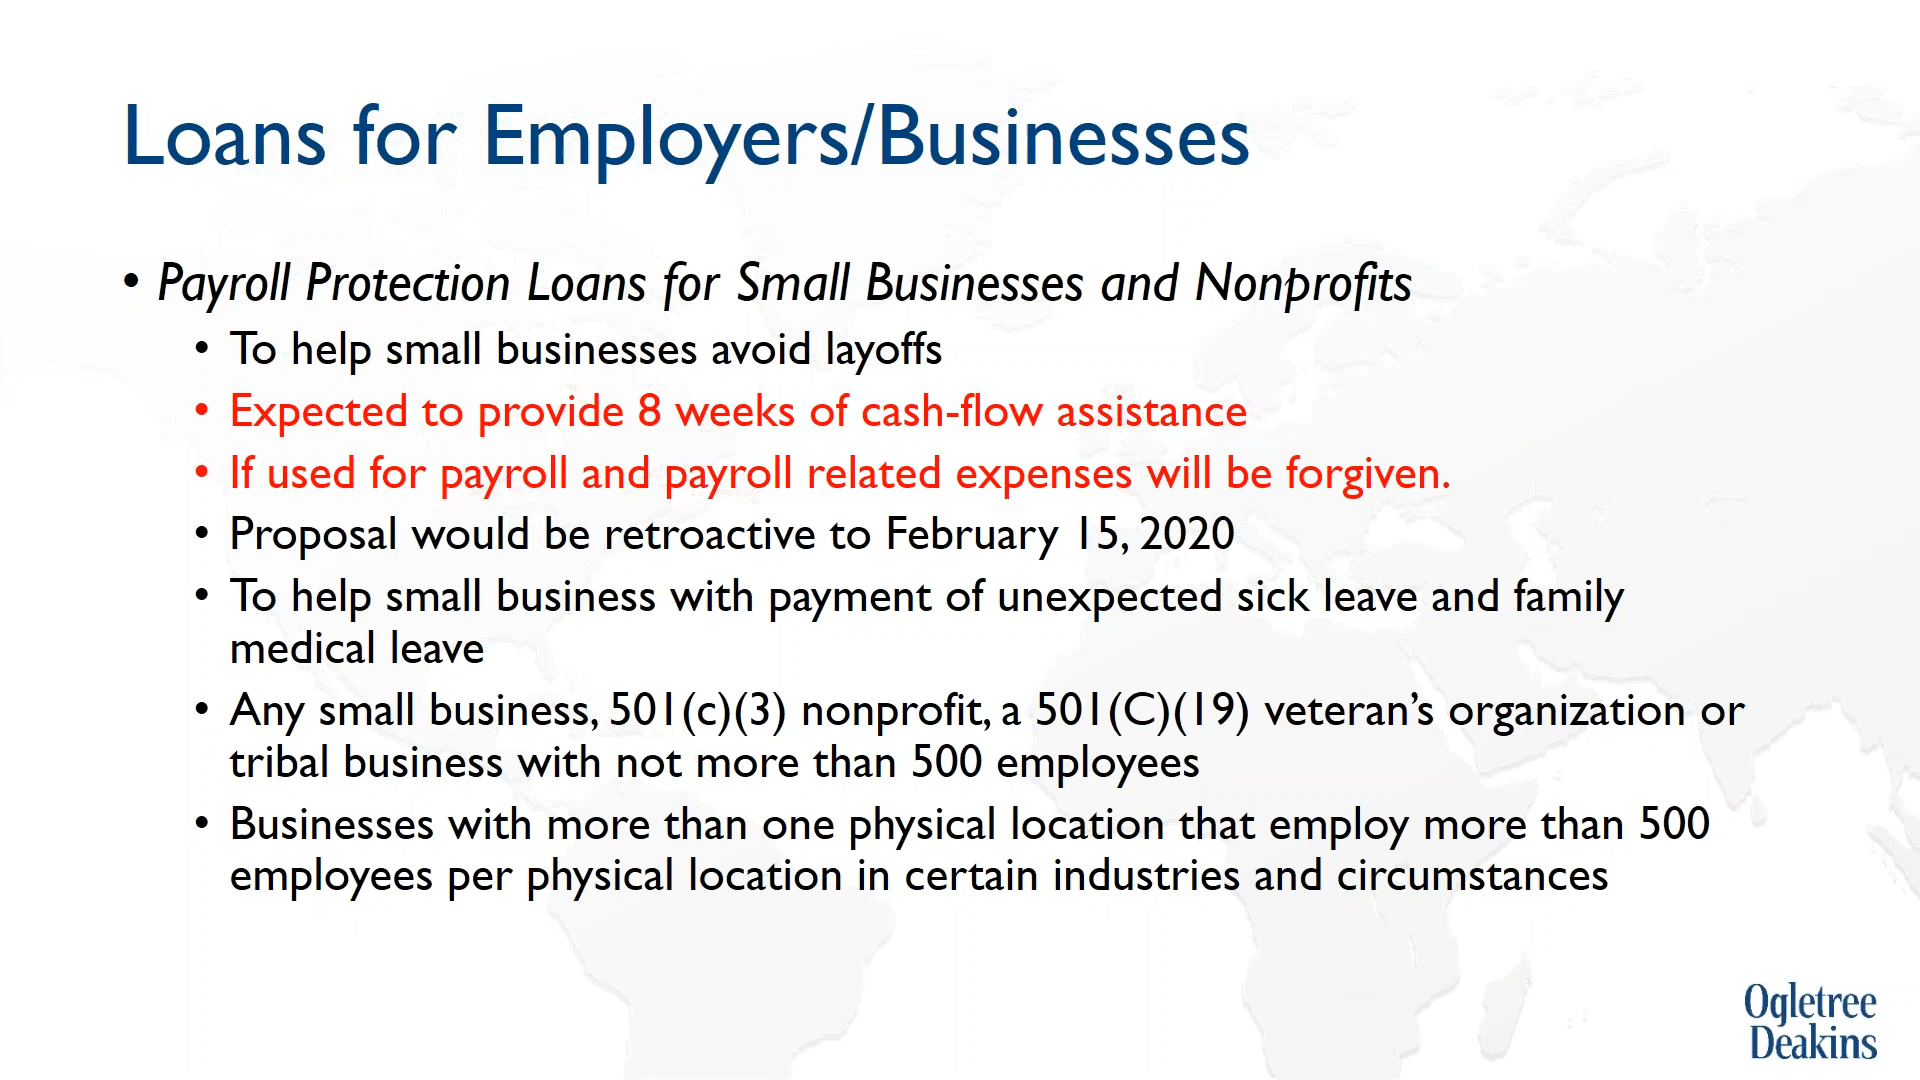 Loans for Employers/Businesses
• Payroll Protection Loans for Small Businesses and Nonprofits
• To help small businesses avoid layoffs
• Expected to provide 8 weeks of cash-flow assistance
• If used for payroll and payroll related expenses will be forgiven.
• Proposal would be retroactive to February 15, 2020
• To help small business with payment of unexpected sick leave and family
medical leave
• Any small business, 501(c)(3) nonprofit, a 501(C)(19) veteran’s organization or
tribal business with not more than 500 employees
• Businesses with more than one physical location that employ more than 500
employees per physical location in certain industries and circumstances
Ogletree
Deakins